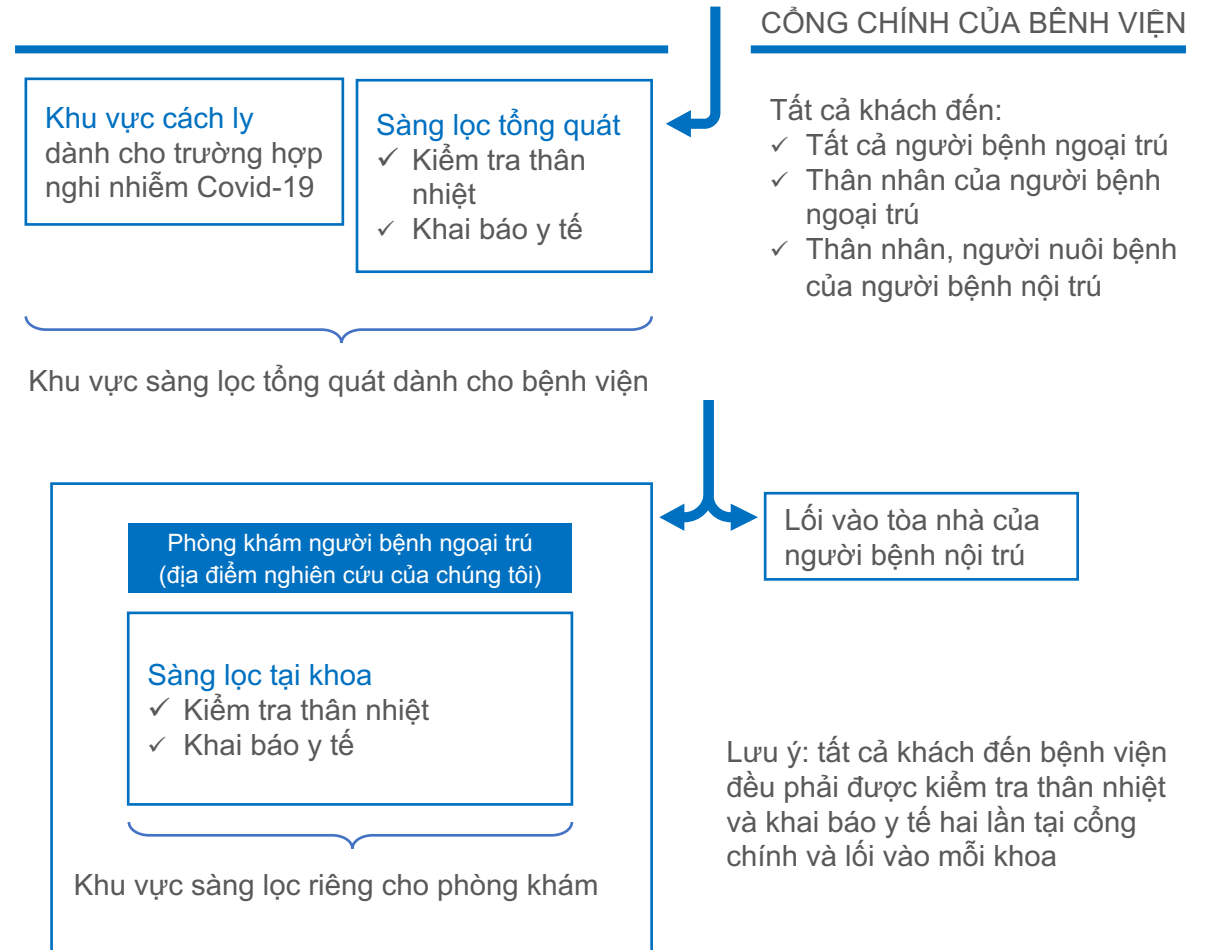 CỔNG CHÍNH CỦA BỆNH VIỆN
Khu vực cách ly
dành cho trường hợp
nghi nhiễm Covid-19
Sàng lọc tổng quát
✓ Kiểm tra thân
nhiệt
✓ Khai báo y tế
Tất cả khách đến:
✓ Tất cả người bệnh ngoại trú
✓ Thân nhân của người bệnh
ngoại trú
✓ Thân nhân, người nuôi bệnh
của người bệnh nội trú
Khu vực sàng lọc tổng quát dành cho bệnh viện
Phòng khám người bệnh ngoại trú
(địa điểm nghiên cứu của chúng tôi)
Lối vào tòa nhà của
người bệnh nội trú
Sàng lọc tại khoa
✓ Kiểm tra thân nhiệt
✓ Khai báo y tế
Khu vực sàng lọc riêng cho phòng khám
Lưu ý: tất cả khách đến bệnh viện
đều phải được kiểm tra thân nhiệt
và khai báo y tế hai lần tại cổng
chính và lối vào mỗi khoa